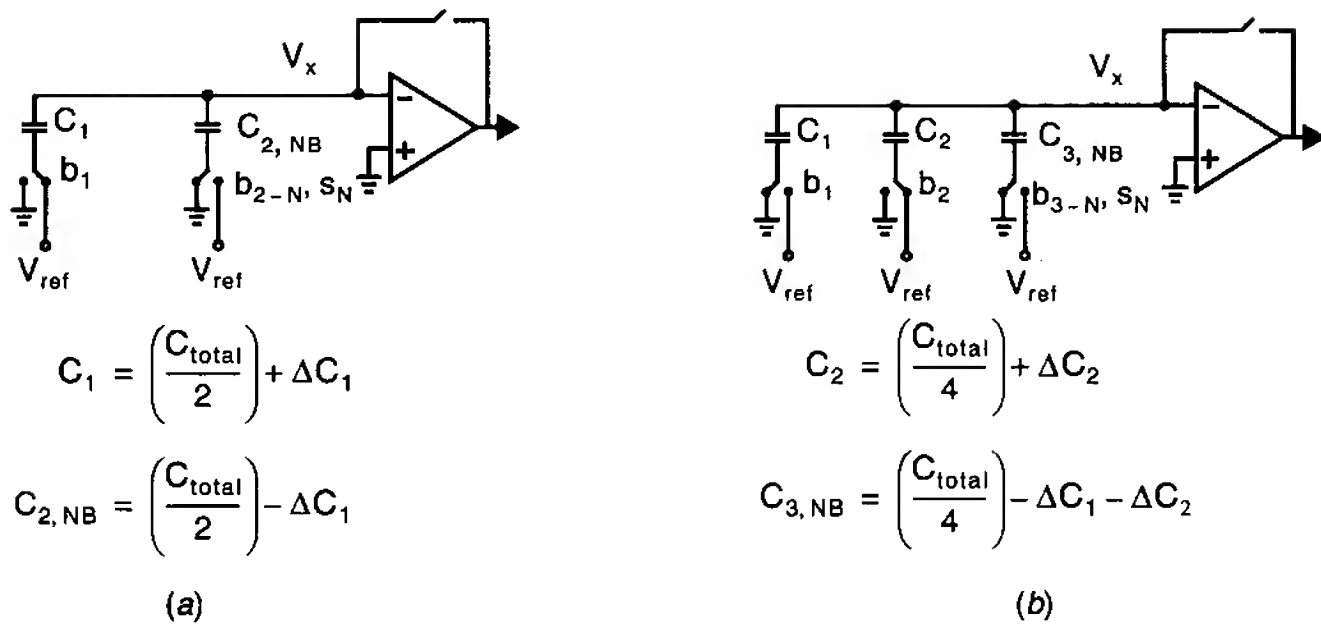 Vₓ
−
+
C₁
C₂, NB
b₁
b₂₋N, sN
Vref
Vref
C₁ = (Ctotal / 2) + ΔC₁
C₂, NB = (Ctotal / 2) − ΔC₁
(a)
Vₓ
−
+
C₁
C₂
C₃, NB
b₁
b₂
b₃₋N, sN
Vref
Vref
Vref
C₂ = (Ctotal / 4) + ΔC₂
C₃, NB = (Ctotal / 4) − ΔC₁ − ΔC₂
(b)